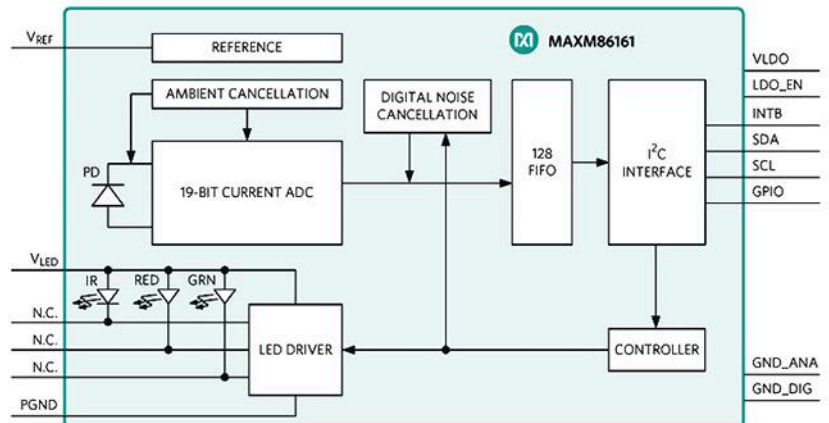 VREF
REFERENCE
MAXM86161
AMBIENT CANCELLATION
DIGITAL NOISE
CANCELLATION
VLDO
LDO_EN
INTB
SDA
SCL
GPIO
PD
19-BIT CURRENT ADC
128
FIFO
I²C
INTERFACE
VLED
IR
RED
GRN
N.C.
N.C.
N.C.
PGND
LED DRIVER
CONTROLLER
GND_ANA
GND_DIG